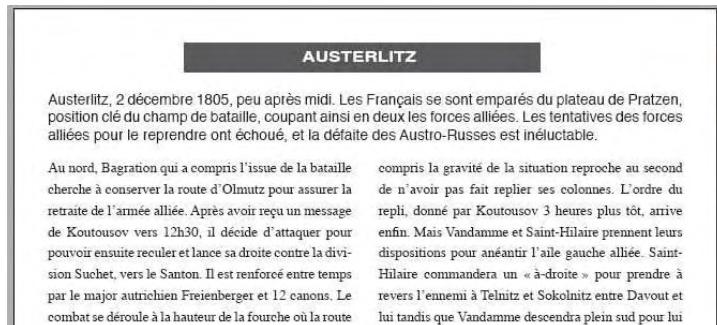 AUSTERLITZ
Austerlitz, 2 décembre 1805, peu après midi. Les Français se sont emparés du plateau de Pratzen,
position clé du champ de bataille, coupant ainsi en deux les forces alliées. Les tentatives des forces
alliées pour le reprendre ont échoué, et la défaite des Austro-Russes est inéluctable.
Au nord, Bagration qui a compris l'issue de la bataille
cherche à conserver la route d'Olmutz pour assurer la
retraite de l'armée alliée. Après avoir reçu un message
de Koutousov vers 12h30, il décide d'attaquer pour
pouvoir ensuite reculer et lance sa droite contre la divi-
sion Suchet, vers le Santon. Il est renforcé entre temps
par le major autrichien Freienberger et 12 canons. Le
combat se déroule à la hauteur de la fourche où la route
compris la gravité de la situation reproche au second
de n'avoir pas fait replier ses colonnes. L'ordre du
repli, donné par Koutousov 3 heures plus tôt, arrive
enfin. Mais Vandamme et Saint-Hilaire prennent leurs
dispositions pour anéantir l'aile gauche alliée. Saint-
Hilaire commandera un « à-droite » pour prendre à
revers l'ennemi à Telnitz et Sokolnitz entre Davout et
lui tandis que Vandamme descendra plein sud pour lui